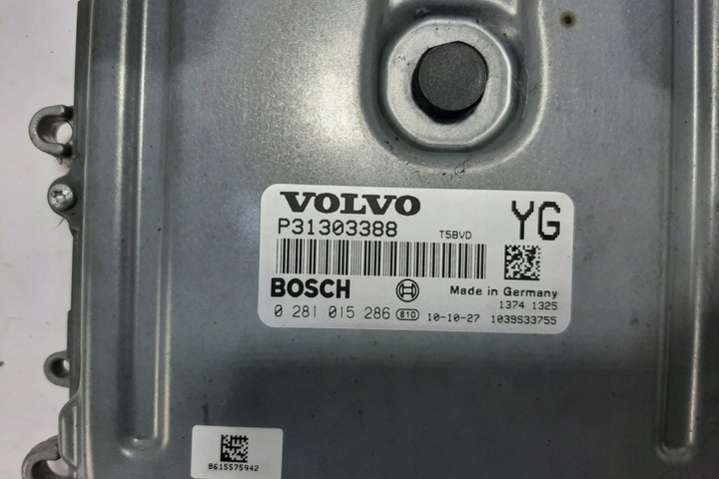 VOLVO
P31303388 T5BVD YG
BOSCH Made in Germany
1374 1325
0 281 015 286 810 10-10-27 1039S33755
8615575942